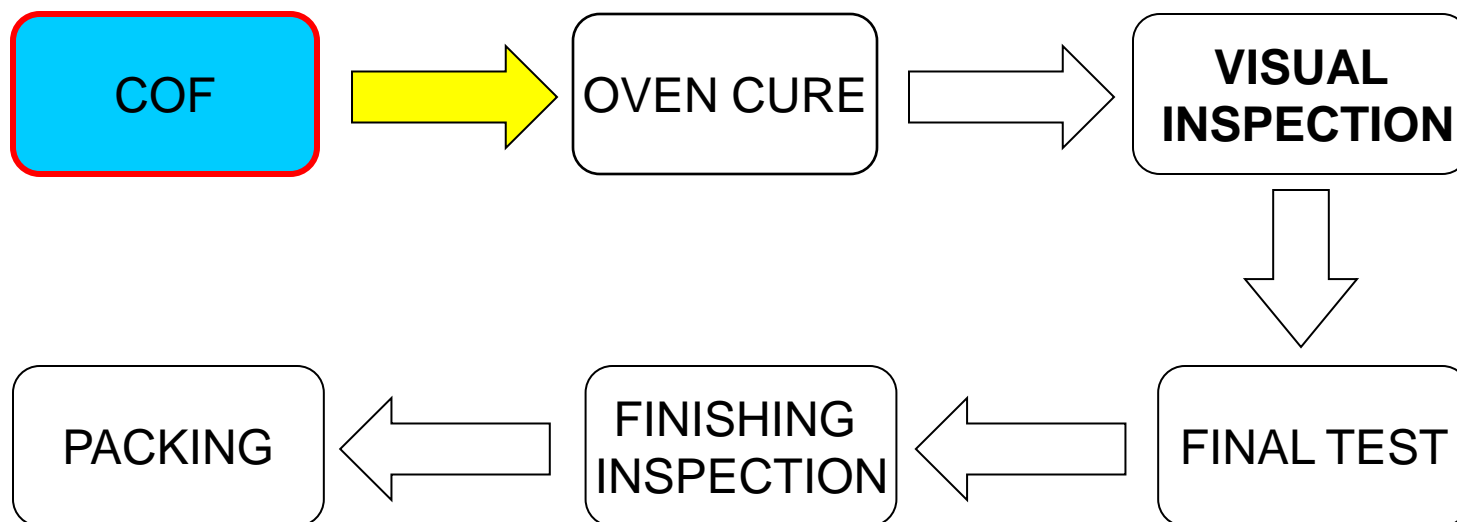 COF
OVEN CURE
VISUAL
INSPECTION
PACKING
FINISHING
INSPECTION
FINAL TEST